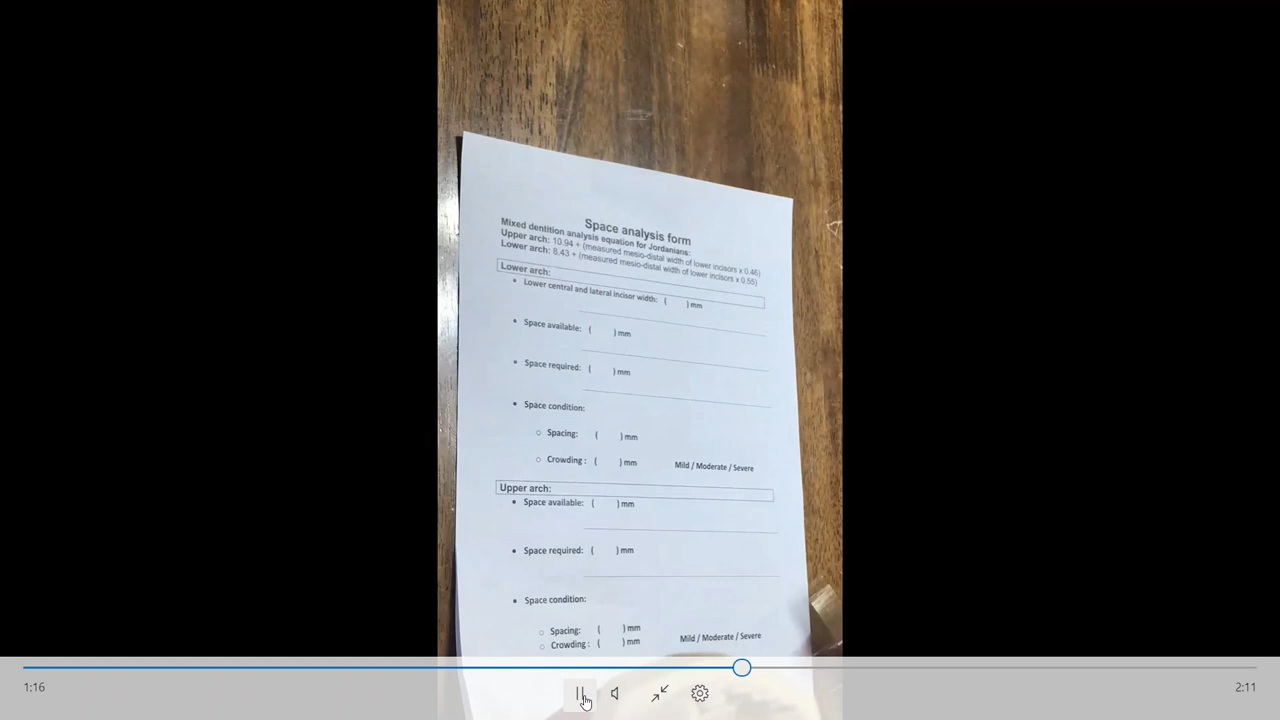 Space analysis form
Mixed dentition analysis equation for Jordanians:
Upper arch: 10.94 + (measured mesio-distal width of lower incisors x 0.46)
Lower arch: 8.43 + (measured mesio-distal width of lower incisors x 0.55)
Lower arch:
• Lower central and lateral incisor width: ( ) mm
• Space available: ( ) mm
• Space required: ( ) mm
• Space condition:
○ Spacing: ( ) mm
○ Crowding : ( ) mm Mild / Moderate / Severe
Upper arch:
• Space available: ( ) mm
• Space required: ( ) mm
• Space condition:
○ Spacing: ( ) mm
○ Crowding : ( ) mm Mild / Moderate / Severe
1:16 2:11